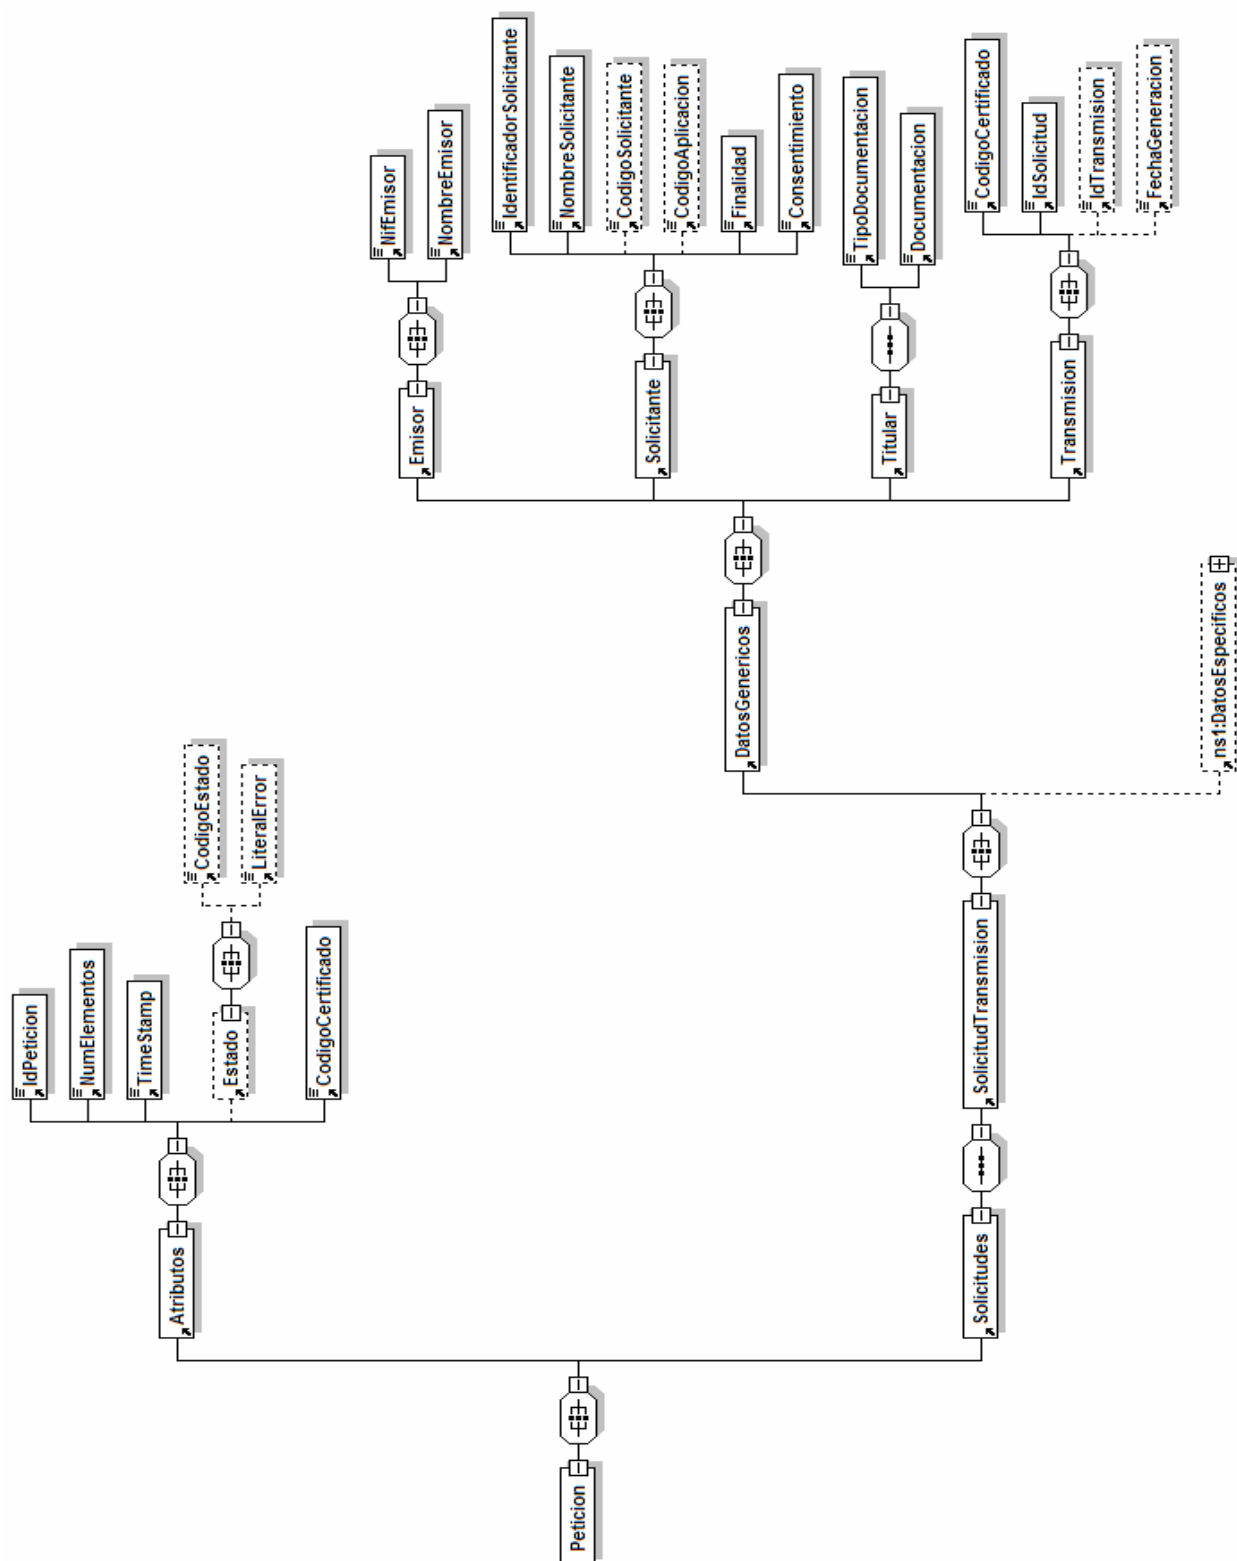 Peticion
Atributos
IdPeticion
NumElementos
TimeStamp
Estado
CodigoEstado
LiteralError
CodigoCertificado
Solicitudes
SolicitudTransmision
DatosGenericos
Emisor
NifEmisor
NombreEmisor
Solicitante
IdentificadorSolicitante
NombreSolicitante
CodigoSolicitante
CodigoAplicacion
Finalidad
Consentimiento
Titular
TipoDocumentacion
Documentacion
Transmision
CodigoCertificado
IdSolicitud
IdTransmision
FechaGeneracion
ns1:DatosEspecificos